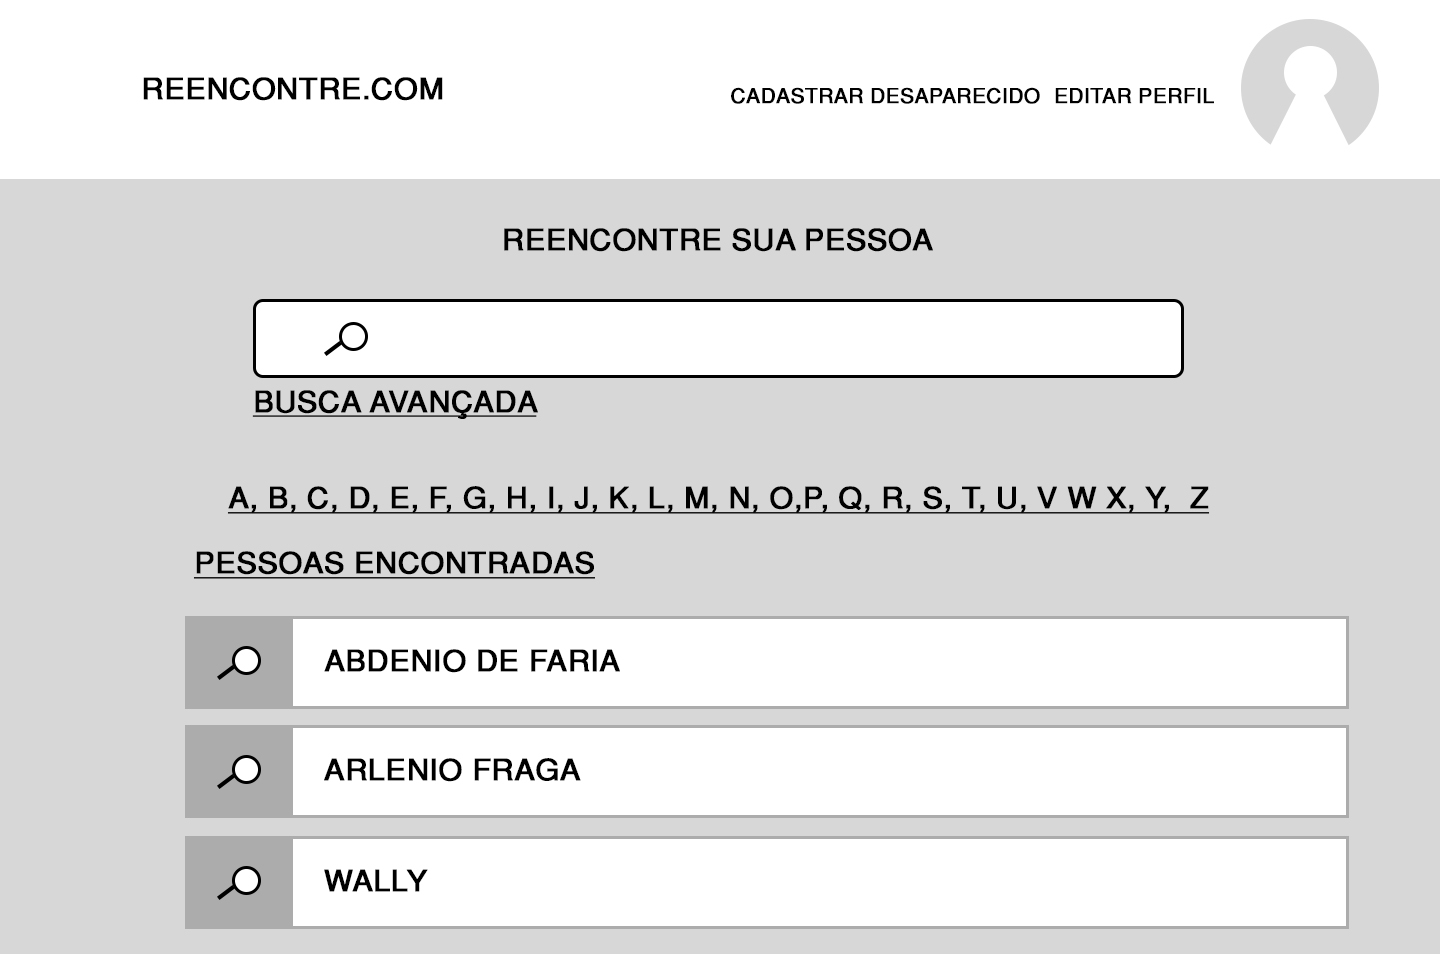 REENCONTRE.COM
CADASTRAR DESAPARECIDO EDITAR PERFIL
REENCONTRE SUA PESSOA
BUSCA AVANÇADA
A, B, C, D, E, F, G, H, I, J, K, L, M, N, O,P, Q, R, S, T, U, V W X, Y, Z
PESSOAS ENCONTRADAS
ABDENIO DE FARIA
ARLENIO FRAGA
WALLY